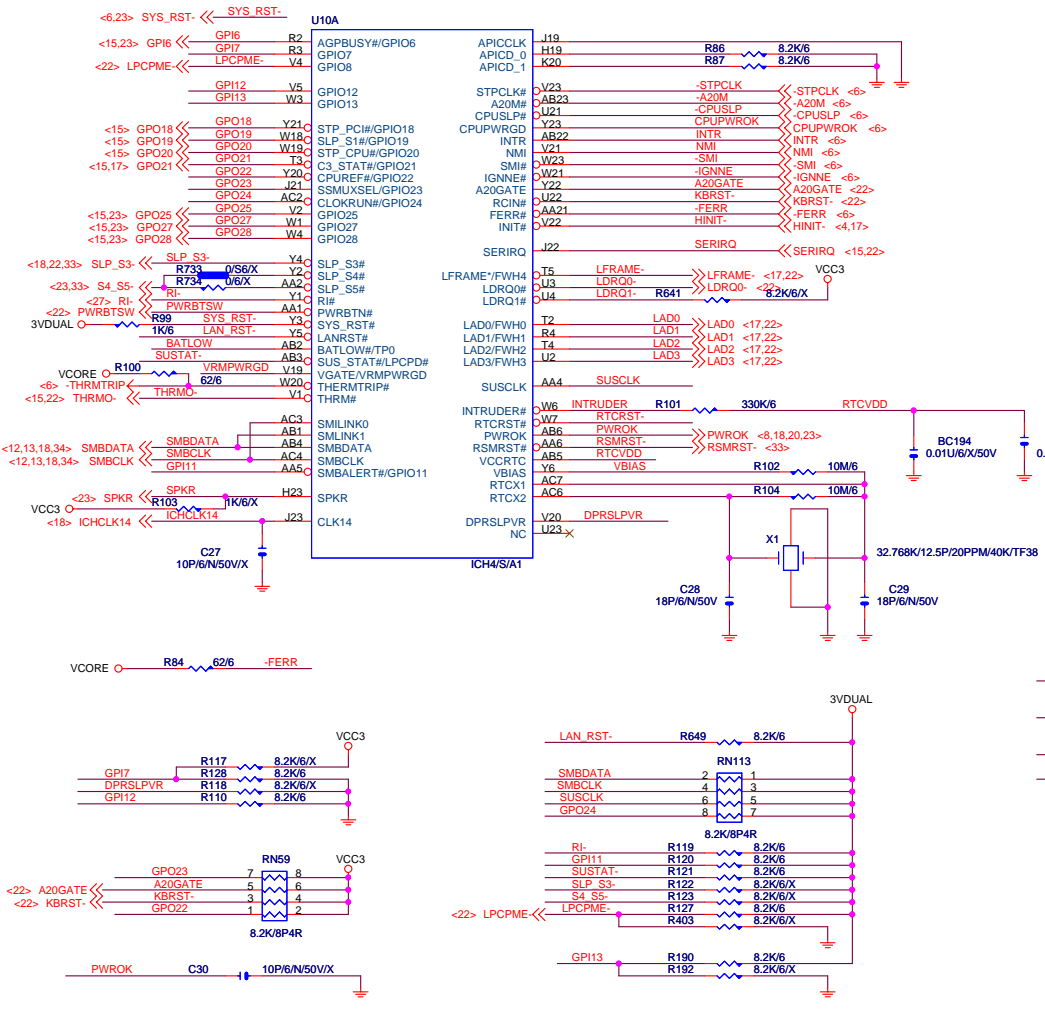 SYS_RST-
<6,23> SYS_RST-
U10A
<15,23> GPI6 GPI6 R2 AGPBUSY#/GPIO6
GPI7 R3 GPIO7
<22> LPCPME- LPCPME- V4 GPIO8
GPI12 V5 GPIO12
GPI13 W3 GPIO13
<15> GPO18 GPO18 Y21 STP_PCI#/GPIO18
<15> GPO19 GPO19 W18 SLP_S1#/GPIO19
<15> GPO20 GPO20 W19 STP_CPU#/GPIO20
<15,17> GPO21 GPO21 T3 C3_STAT#/GPIO21
GPO22 Y20 CPUREF#/GPIO22
GPO23 J21 SSMUXSEL/GPIO23
GPO24 AC2 CLOKRUN#/GPIO24
<15,23> GPO25 GPO25 V2 GPIO25
<15,23> GPO27 GPO27 W1 GPIO27
<15,23> GPO28 GPO28 W4 GPIO28
<18,22,33> SLP_S3- SLP_S3- Y4 SLP_S3#
R733 0/S6/X Y2 SLP_S4#
<23,33> S4_S5- R734 0/6/X AA2 SLP_S5#
<27> RI- RI- Y1 RI#
<22> PWRBTSW PWRBTSW AA1 PWRBTN#
3VDUAL R99 1K/6 SYS_RST- Y3 SYS_RST#
LAN_RST- Y5 LANRST#
BATLOW AB2 BATLOW#/TP0
SUSTAT- AB3 SUS_STAT#/LPCPD#
VCORE R100 62/6 VRMPWRGD V19 VGATE/VRMPWRGD
<6> -THRMTRIP W20 THERMTRIP#
<15,22> THRMO- THRMO- V1 THRM#
AC3 SMILINK0
AB1 SMLINK1
<12,13,18,34> SMBDATA SMBDATA AB4 SMBDATA
<12,13,18,34> SMBCLK SMBCLK AC4 SMBCLK
GPI11 AA5 SMBALERT#/GPIO11
<23> SPKR SPKR H23 SPKR
VCC3 R103 1K/6/X
<18> ICHCLK14 ICHCLK14 J23 CLK14
C27
10P/6/N/50V/X
APICCLK J19
APICD_0 H19 R86 8.2K/6
APICD_1 K20 R87 8.2K/6
STPCLK# V23 -STPCLK -STPCLK <6>
A20M# AB23 -A20M -A20M <6>
CPUSLP# U21 -CPUSLP -CPUSLP <6>
CPUPWRGD Y23 CPUPWROK CPUPWROK <6>
INTR AB22 INTR INTR <6>
NMI V21 NMI NMI <6>
SMI# W23 -SMI -SMI <6>
IGNNE# W21 -IGNNE -IGNNE <6>
A20GATE Y22 A20GATE A20GATE <22>
RCIN# U22 KBRST- KBRST- <22>
FERR# AA21 -FERR -FERR <6>
INIT# V22 HINIT- HINIT- <4,17>
SERIRQ J22 SERIRQ SERIRQ <15,22>
VCC3
LFRAME*/FWH4 T5 LFRAME- LFRAME- <17,22>
LDRQ0# U3 LDRQ0- LDRQ0- <22>
LDRQ1# U4 LDRQ1- R641 8.2K/6/X
LAD0/FWH0 T2 LAD0 LAD0 <17,22>
LAD1/FWH1 R4 LAD1 LAD1 <17,22>
LAD2/FWH2 T4 LAD2 LAD2 <17,22>
LAD3/FWH3 U2 LAD3 LAD3 <17,22>
SUSCLK AA4 SUSCLK
INTRUDER# W6 INTRUDER R101 330K/6 RTCVDD
RTCRST# W7 RTCRST-
PWROK AB6 PWROK PWROK <8,18,20,23>
RSMRST# AA6 RSMRST- RSMRST- <33>
VCCRTC AB5 RTCVDD
VBIAS Y6 VBIAS R102 10M/6
RTCX1 AC7
RTCX2 AC6 R104 10M/6
DPRSLPVR V20 DPRSLPVR
NC U23
BC194
0.01U/6/X/50V
0.
ICH4/S/A1
X1
32.768K/12.5P/20PPM/40K/TF38
C28
18P/6/N/50V
C29
18P/6/N/50V
VCORE R84 62/6 -FERR
VCC3
R117 8.2K/6/X
GPI7 R128 8.2K/6
DPRSLPVR R118 8.2K/6/X
GPI12 R110 8.2K/6
RN59 VCC3
GPO23 7 8
<22> A20GATE A20GATE 5 6
<22> KBRST- KBRST- 3 4
GPO22 1 2
8.2K/8P4R
PWROK C30 10P/6/N/50V/X
3VDUAL
LAN_RST- R649 8.2K/6
RN113
SMBDATA 2 1
SMBCLK 4 3
SUSCLK 6 5
GPO24 8 7
8.2K/8P4R
RI- R119 8.2K/6
GPI11 R120 8.2K/6
SUSTAT- R121 8.2K/6
SLP_S3- R122 8.2K/6/X
S4_S5- R123 8.2K/6/X
<22> LPCPME- LPCPME- R127 8.2K/6
R403 8.2K/6/X
GPI13 R190 8.2K/6
R192 8.2K/6/X